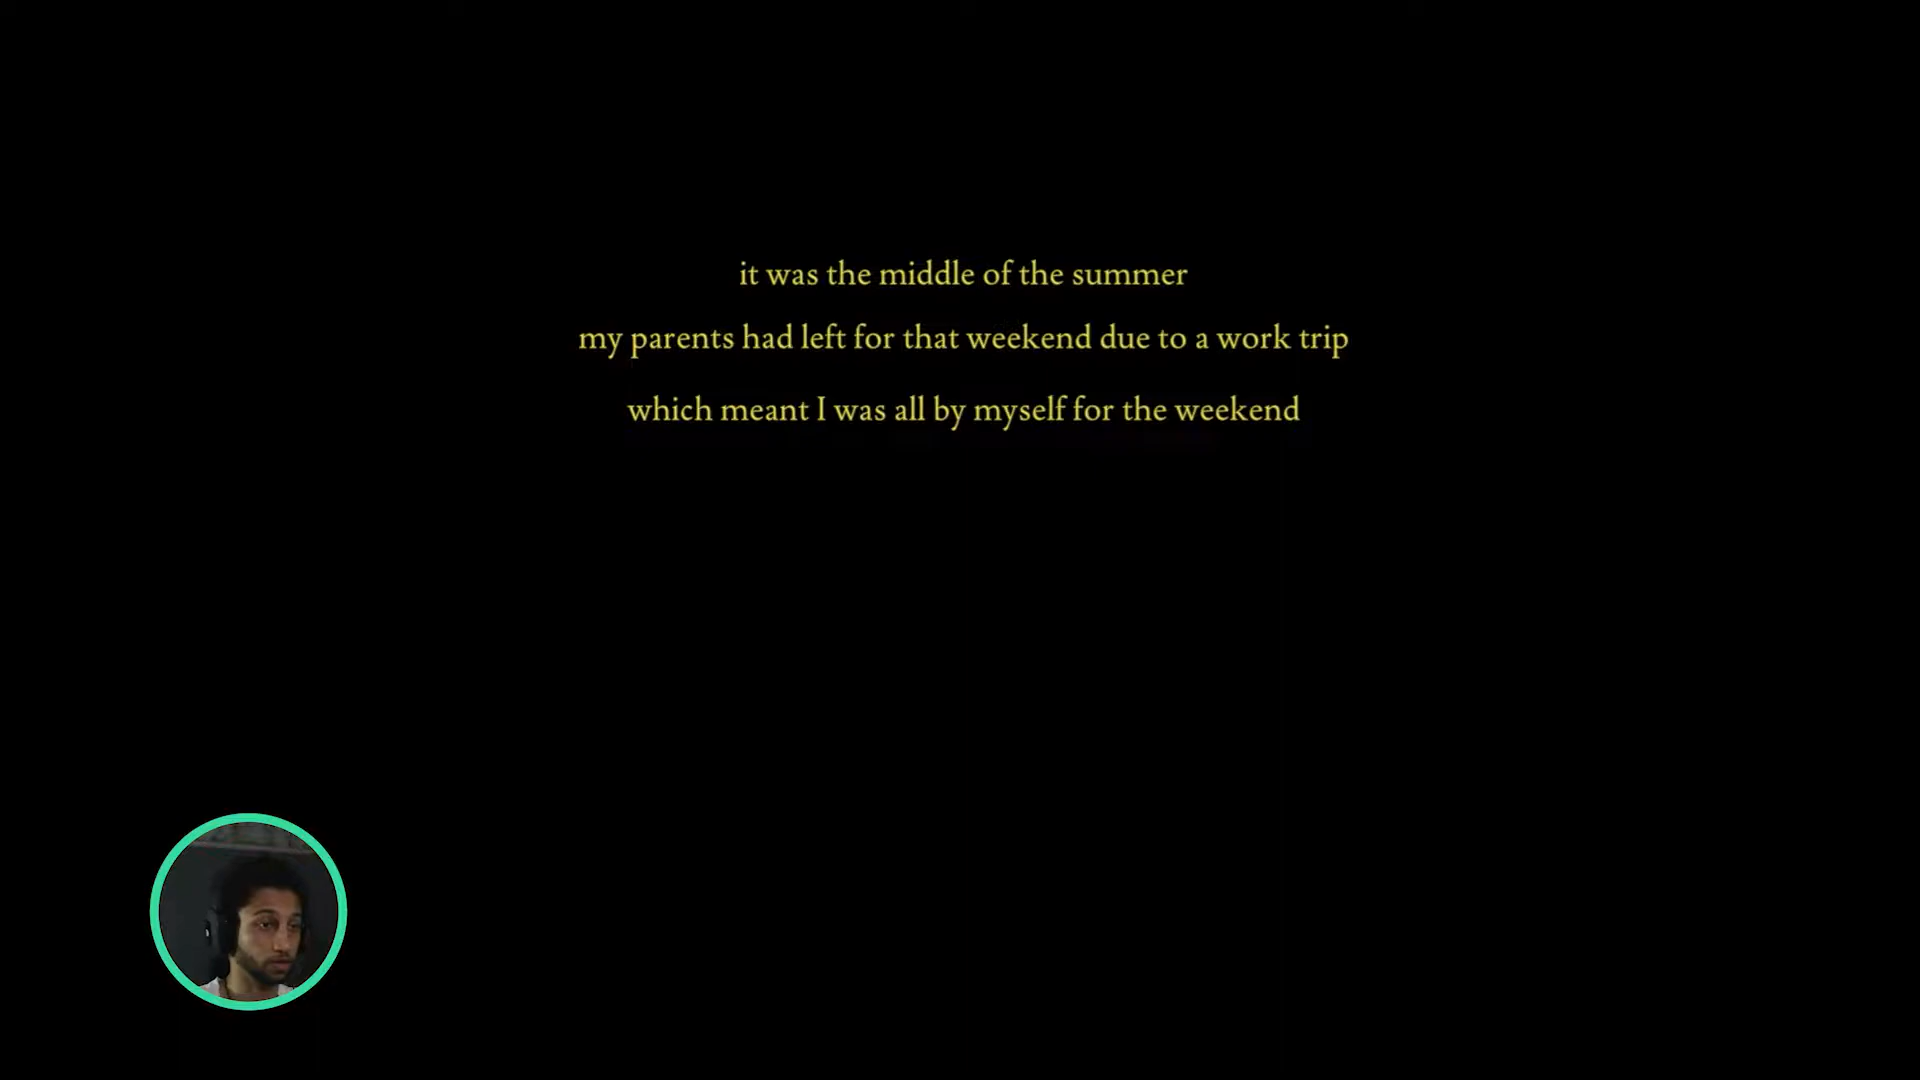 it was the middle of the summer
my parents had left for that weekend due to a work trip
which meant I was all by myself for the weekend